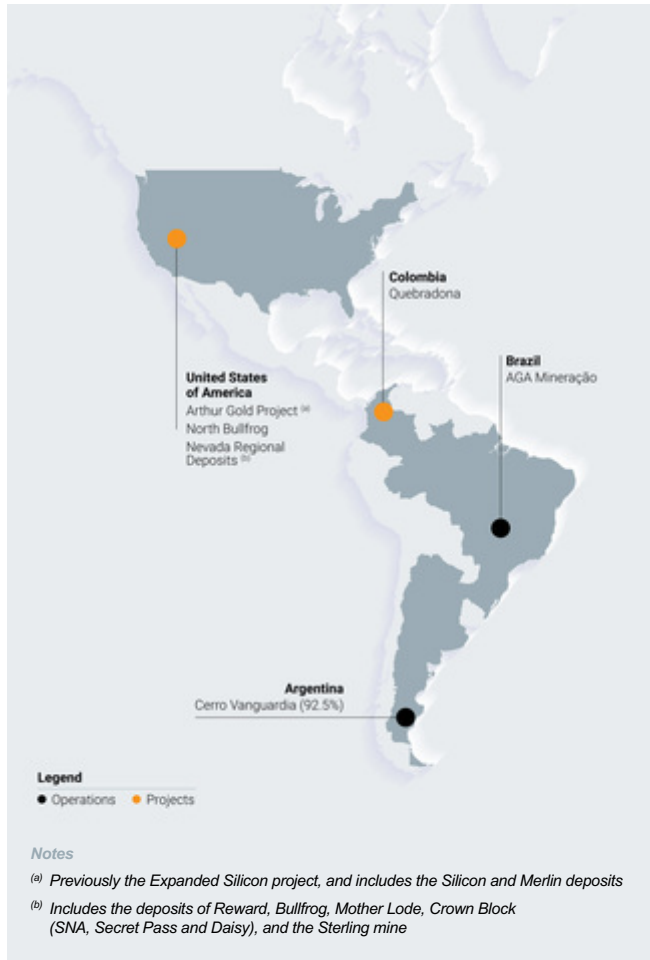 Colombia
Quebradona
Brazil
AGA Mineração
United States
of America
Arthur Gold Project (a)
North Bullfrog
Nevada Regional
Deposits (b)
Argentina
Cerro Vanguardia (92.5%)
Legend
Operations Projects
Notes
(a) Previously the Expanded Silicon project, and includes the Silicon and Merlin deposits
(b) Includes the deposits of Reward, Bullfrog, Mother Lode, Crown Block
(SNA, Secret Pass and Daisy), and the Sterling mine